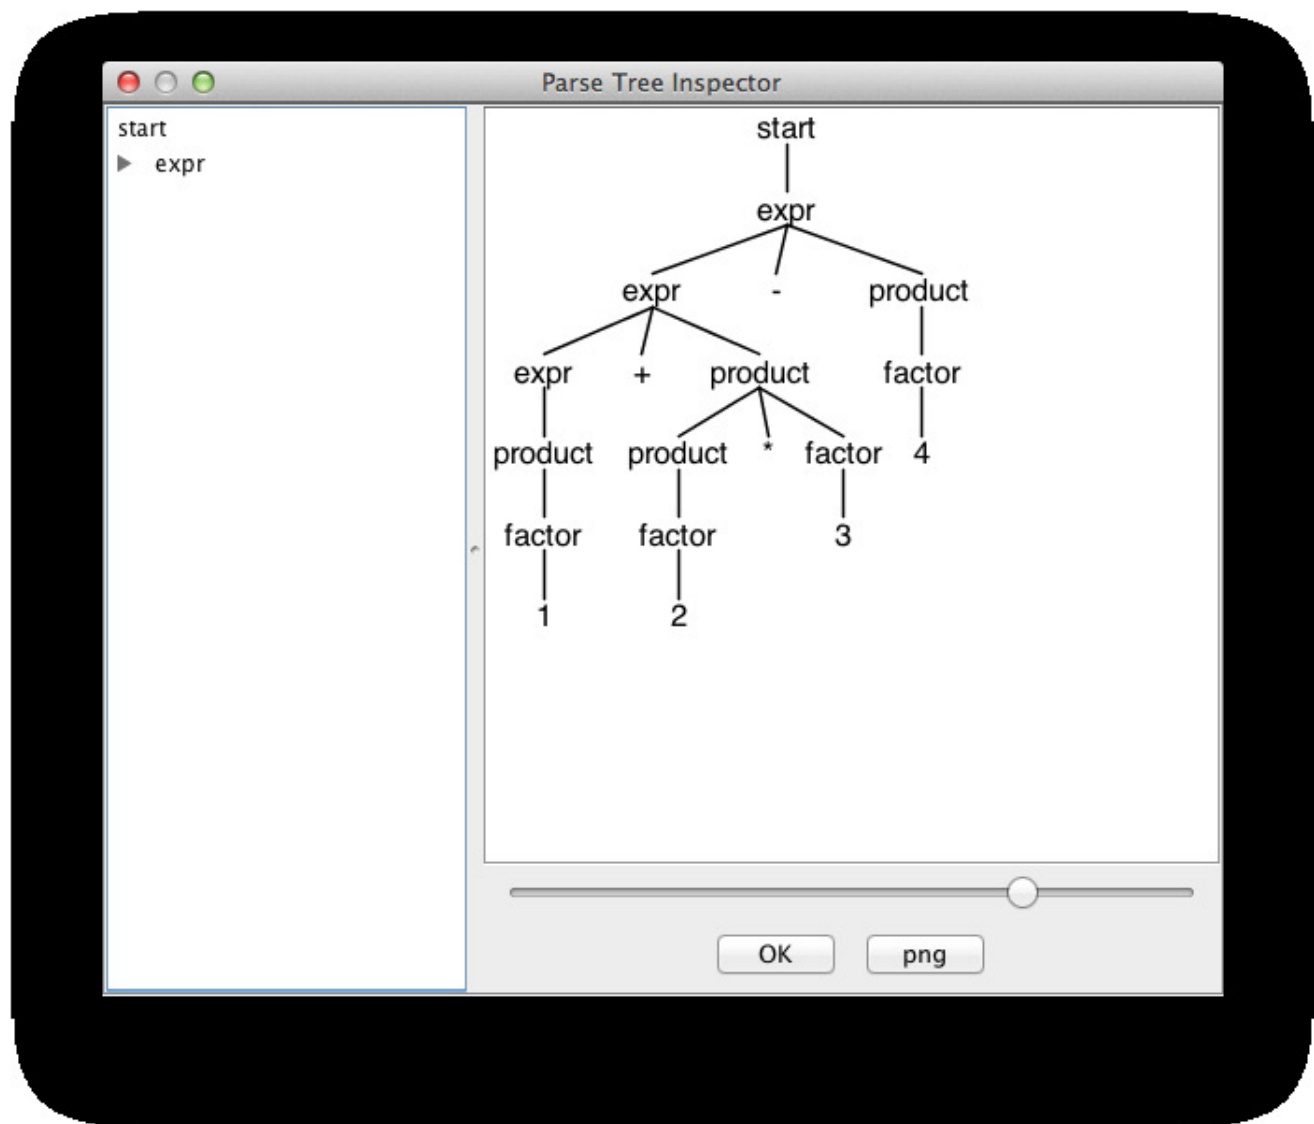 Parse Tree Inspector
start
expr
start
expr
expr - product
expr + product factor
product product * factor 4
factor factor 3
1 2
OK png